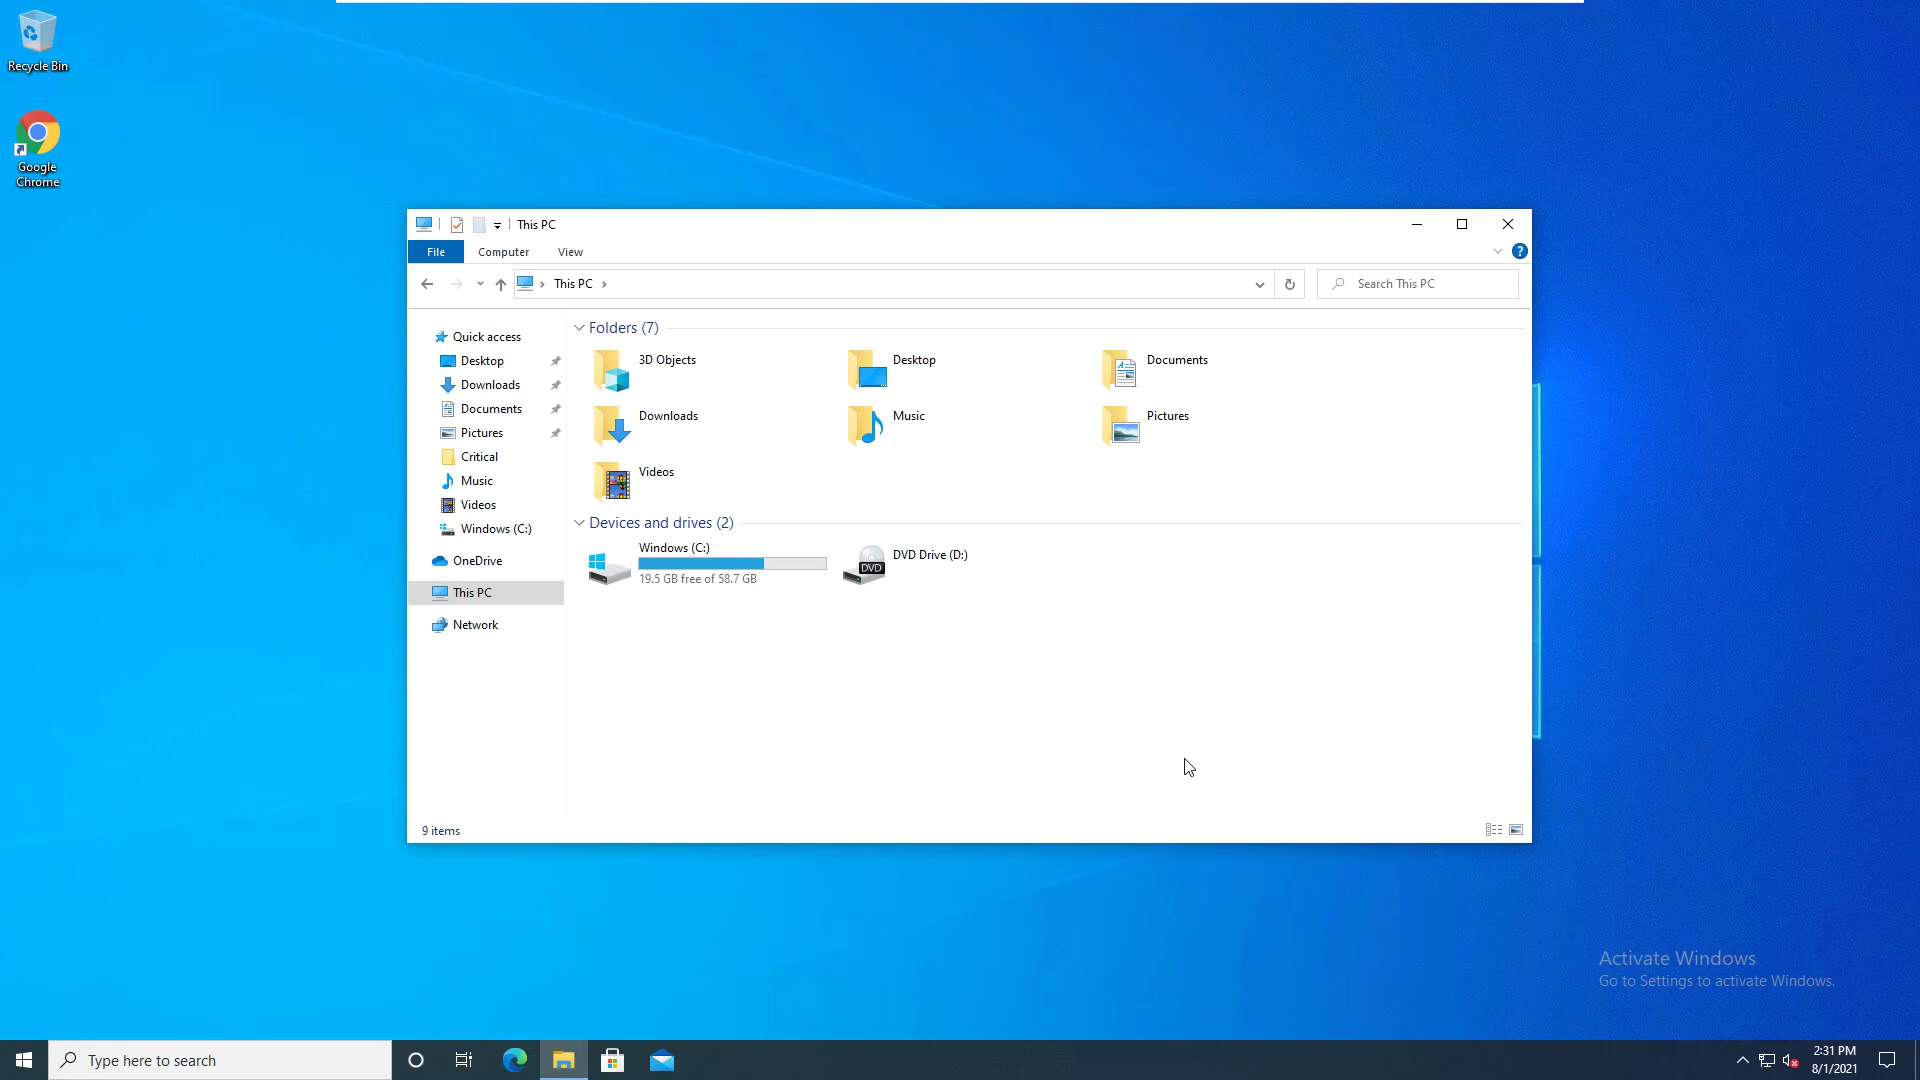 Recycle Bin
Google
Chrome
This PC
File
Computer
View
?
This PC
Search This PC
Quick access
Desktop
Downloads
Documents
Pictures
Critical
Music
Videos
Windows (C:)
OneDrive
This PC
Network
Folders (7)
3D Objects
Desktop
Documents
Downloads
Music
Pictures
Videos
Devices and drives (2)
Windows (C:)
19.5 GB free of 58.7 GB
DVD
DVD Drive (D:)
9 items
Activate Windows
Go to Settings to activate Windows.
Type here to search
2:31 PM
8/1/2021